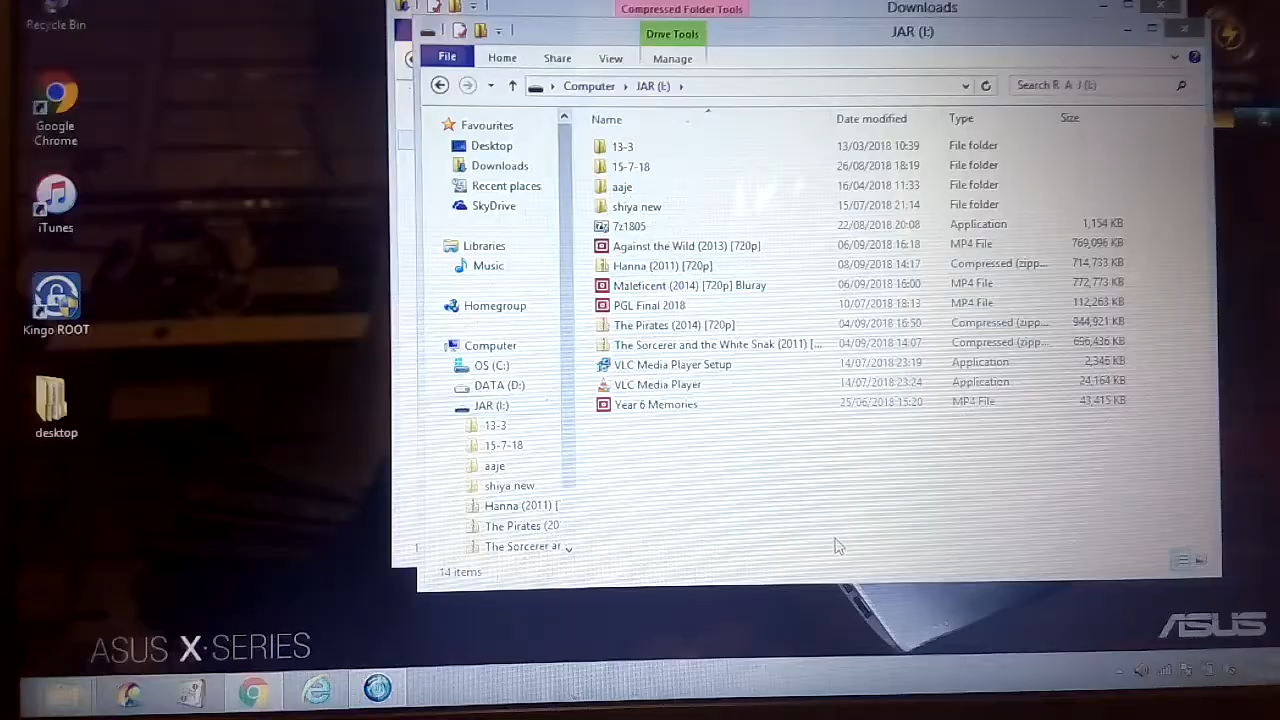 Recycle Bin
Google
Chrome
iTunes
Kingo ROOT
desktop
Compressed Folder Tools
Downloads
Drive Tools
JAR (I:)
File
Home
Share
View
Manage
Computer
JAR (I:)
Search R A J (I:)
Favourites
Desktop
Downloads
Recent places
SkyDrive
Libraries
Music
Homegroup
Computer
OS (C:)
DATA (D:)
JAR (I:)
13-3
15-7-18
aaje
shiya new
Hanna (2011) [
The Pirates (20
The Sorcerer ar
Name Date modified Type Size
13-3 13/03/2018 10:39 File folder
15-7-18 26/08/2018 18:19 File folder
aaje 16/04/2018 11:33 File folder
shiya new 15/07/2018 21:14 File folder
7z1805 22/08/2018 20:08 Application 1,154 KB
Against the Wild (2013) [720p] 06/09/2018 16:18 MP4 File 769,096 KB
Hanna (2011) [720p] 08/09/2018 14:17 Compressed (zipp... 714,733 KB
Maleficent (2014) [720p] Bluray 06/09/2018 16:00 MP4 File 772,773 KB
PGL Final 2018 10/07/2018 18:13 MP4 File 112,263 KB
The Pirates (2014) [720p] 04/09/2018 16:50 Compressed (zipp... 944,921 KB
The Sorcerer and the White Snak (2011) [... 04/09/2018 14:07 Compressed (zipp... 696,436 KB
VLC Media Player Setup 14/07/2018 23:19 Application 2,345 KB
VLC Media Player 14/07/2018 23:24 Application 24,164 KB
Year 6 Memories 25/06/2018 15:20 MP4 File 43,415 KB
14 items
ASUS X·SERIES
ASUS